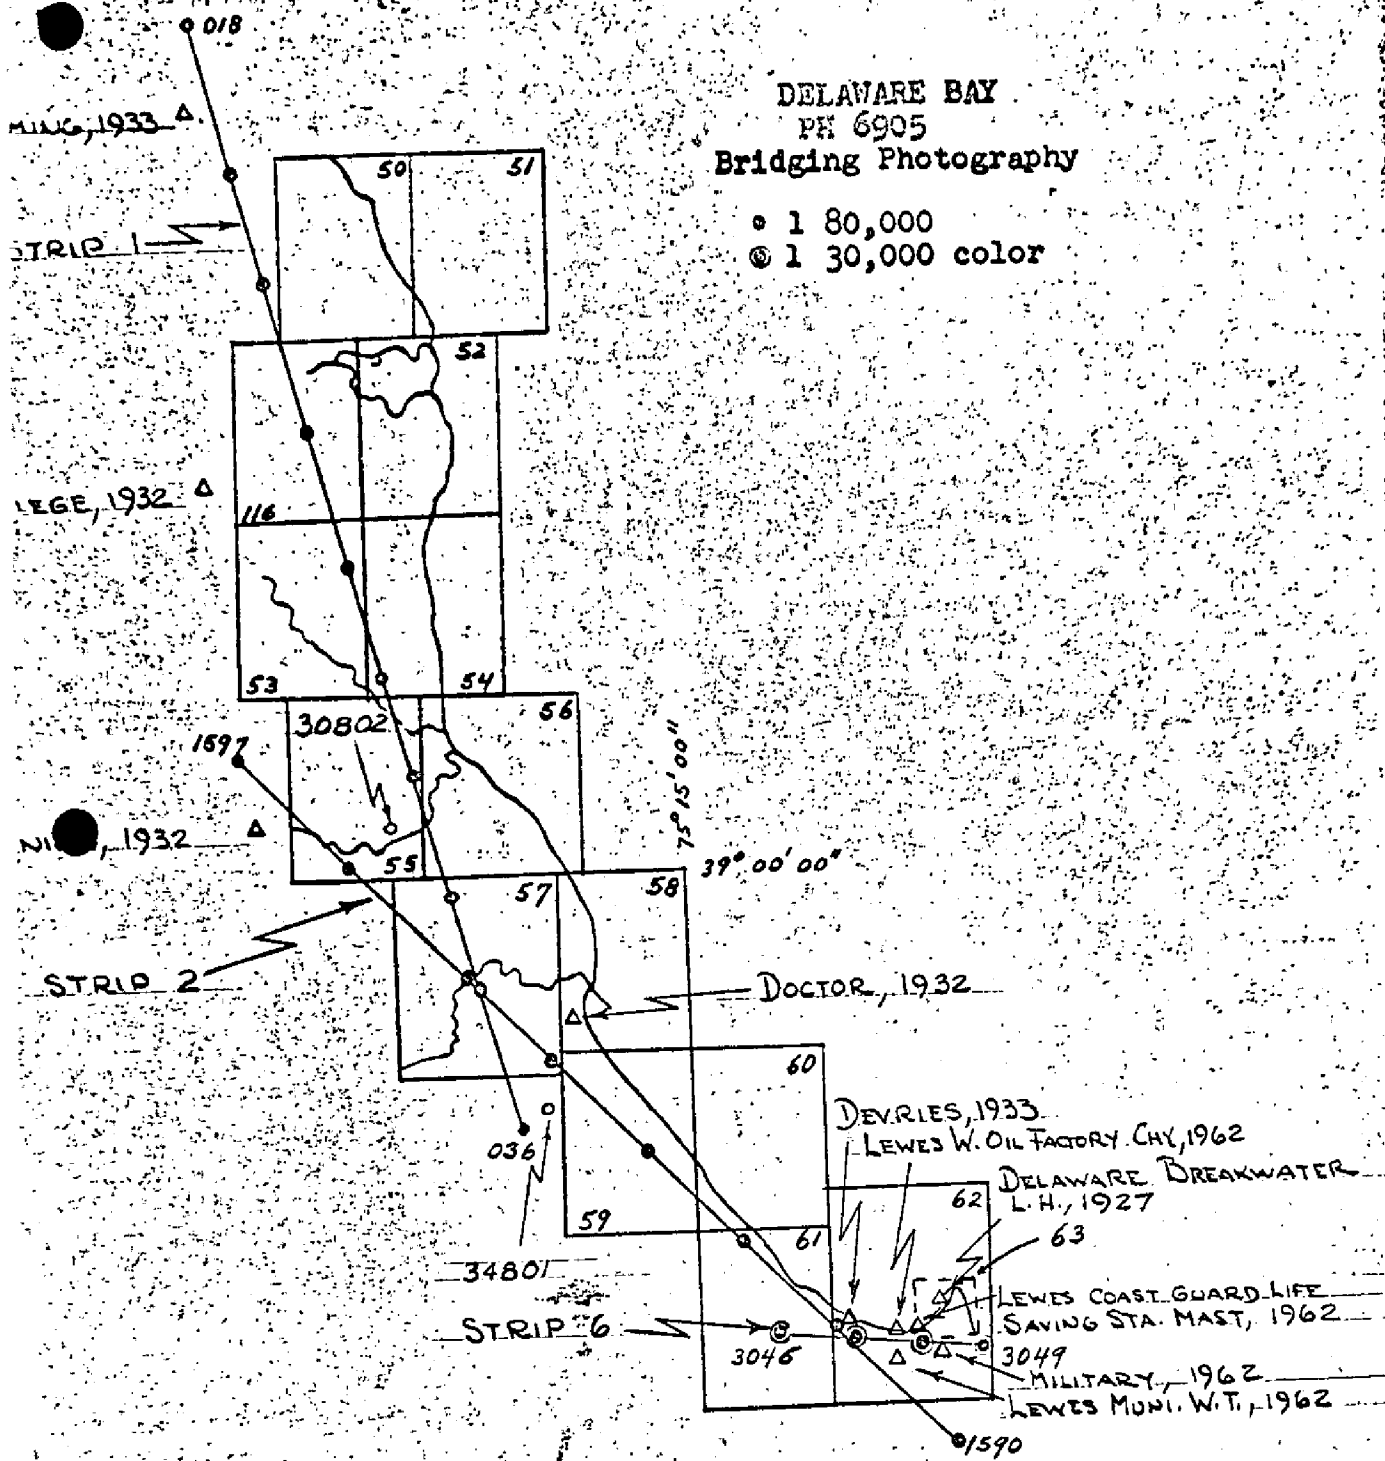 018
DELAWARE BAY
PH 6905
Bridging Photography
1 80,000
1 30,000 color
MING, 1933
50
51
STRIP 1
52
LEGE, 1932
116
53
54
30802
56
1597
75° 15' 00"
1932
55
39° 00' 00"
57
58
STRIP 2
DOCTOR, 1932
60
DEVRIES, 1933
LEWES W. OIL FACTORY CHY, 1962
036
DELAWARE BREAKWATER
L.H., 1927
62
59
61
63
34801
LEWES COAST GUARD LIFE
SAVING STA. MAST, 1962
STRIP 6
3046
3049
MILITARY, 1962
LEWES MUNI. W.T., 1962
1590